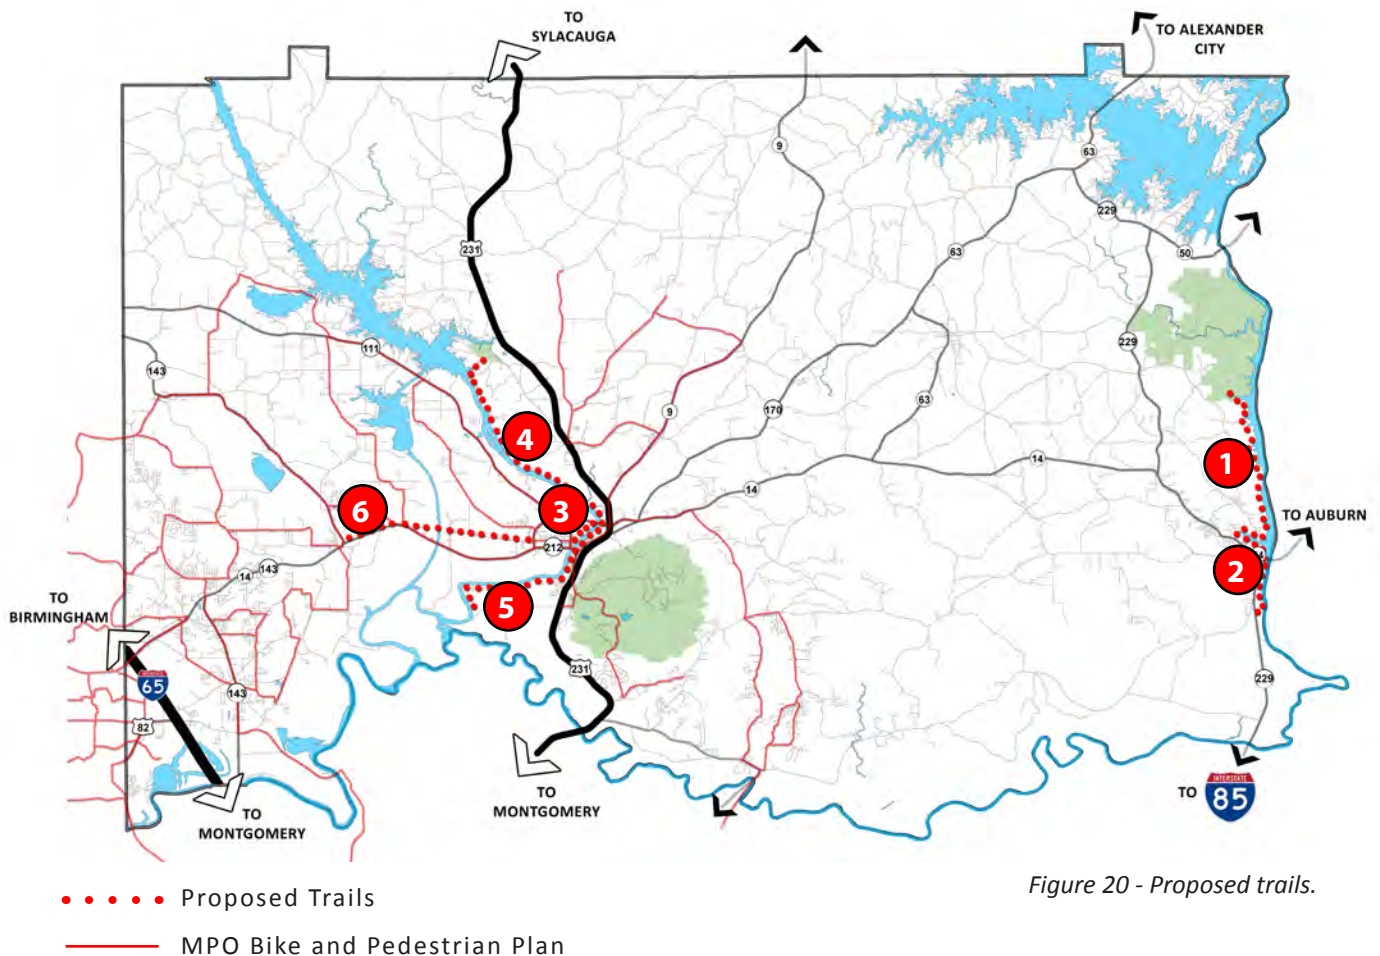 TO
SYLACAUGA
TO ALEXANDER
CITY
9
63
229
231
63
50
111
229
143
63
9
170
4
1
14
14
3
6
TO AUBURN
212
2
143
14
5
TO
BIRMINGHAM
231
229
INTERSTATE
65
143
82
INTERSTATE
TO 85
TO
MONTGOMERY
TO
MONTGOMERY
Proposed Trails
Figure 20 - Proposed trails.
MPO Bike and Pedestrian Plan